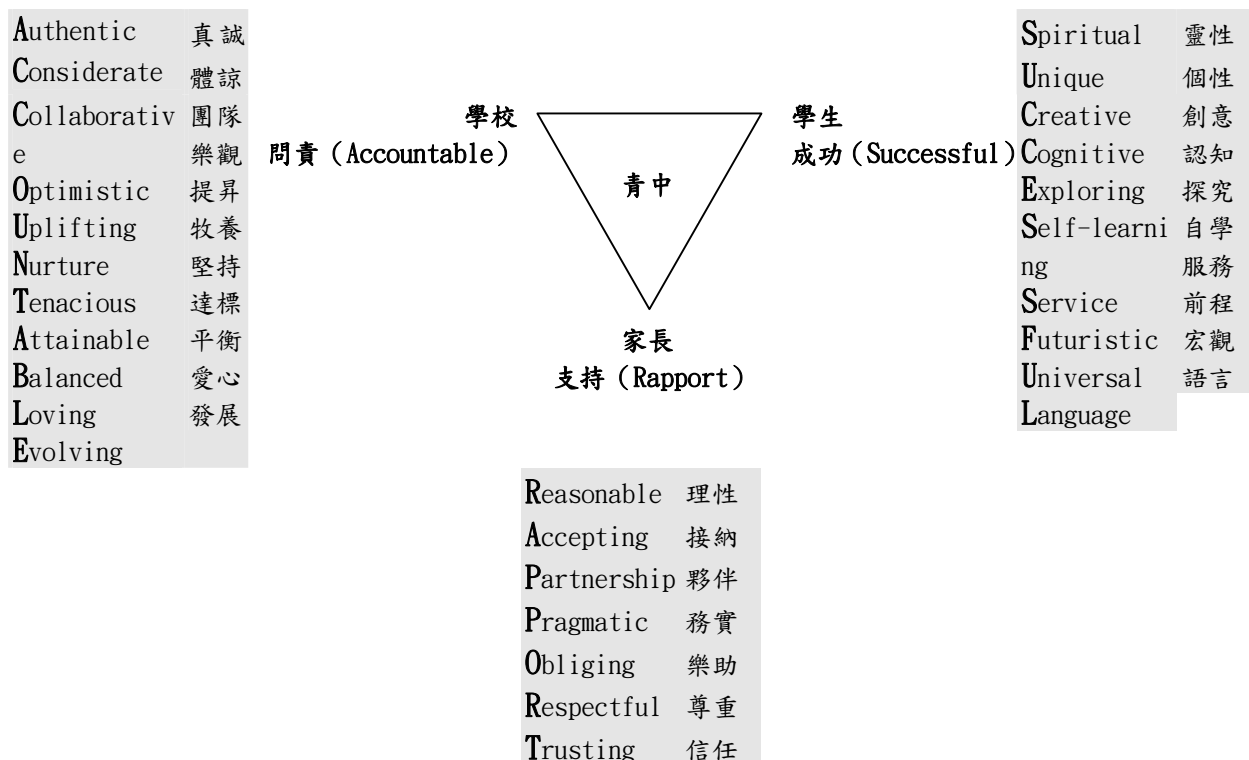 Authentic 真誠
Considerate 體諒
Collaborativ 團隊
e 樂觀
Optimistic 提昇
Uplifting 牧養
Nurture 堅持
Tenacious 達標
Attainable 平衡
Balanced 愛心
Loving 發展
Evolving
學校
問責（Accountable）
青中
學生
成功（Successful）
家長
支持（Rapport）
Spiritual 靈性
Unique 個性
Creative 創意
Cognitive 認知
Exploring 探究
Self-learni 自學
ng 服務
Service 前程
Futuristic 宏觀
Universal 語言
Language
Reasonable 理性
Accepting 接納
Partnership 夥伴
Pragmatic 務實
Obliging 樂助
Respectful 尊重
Trusting 信任